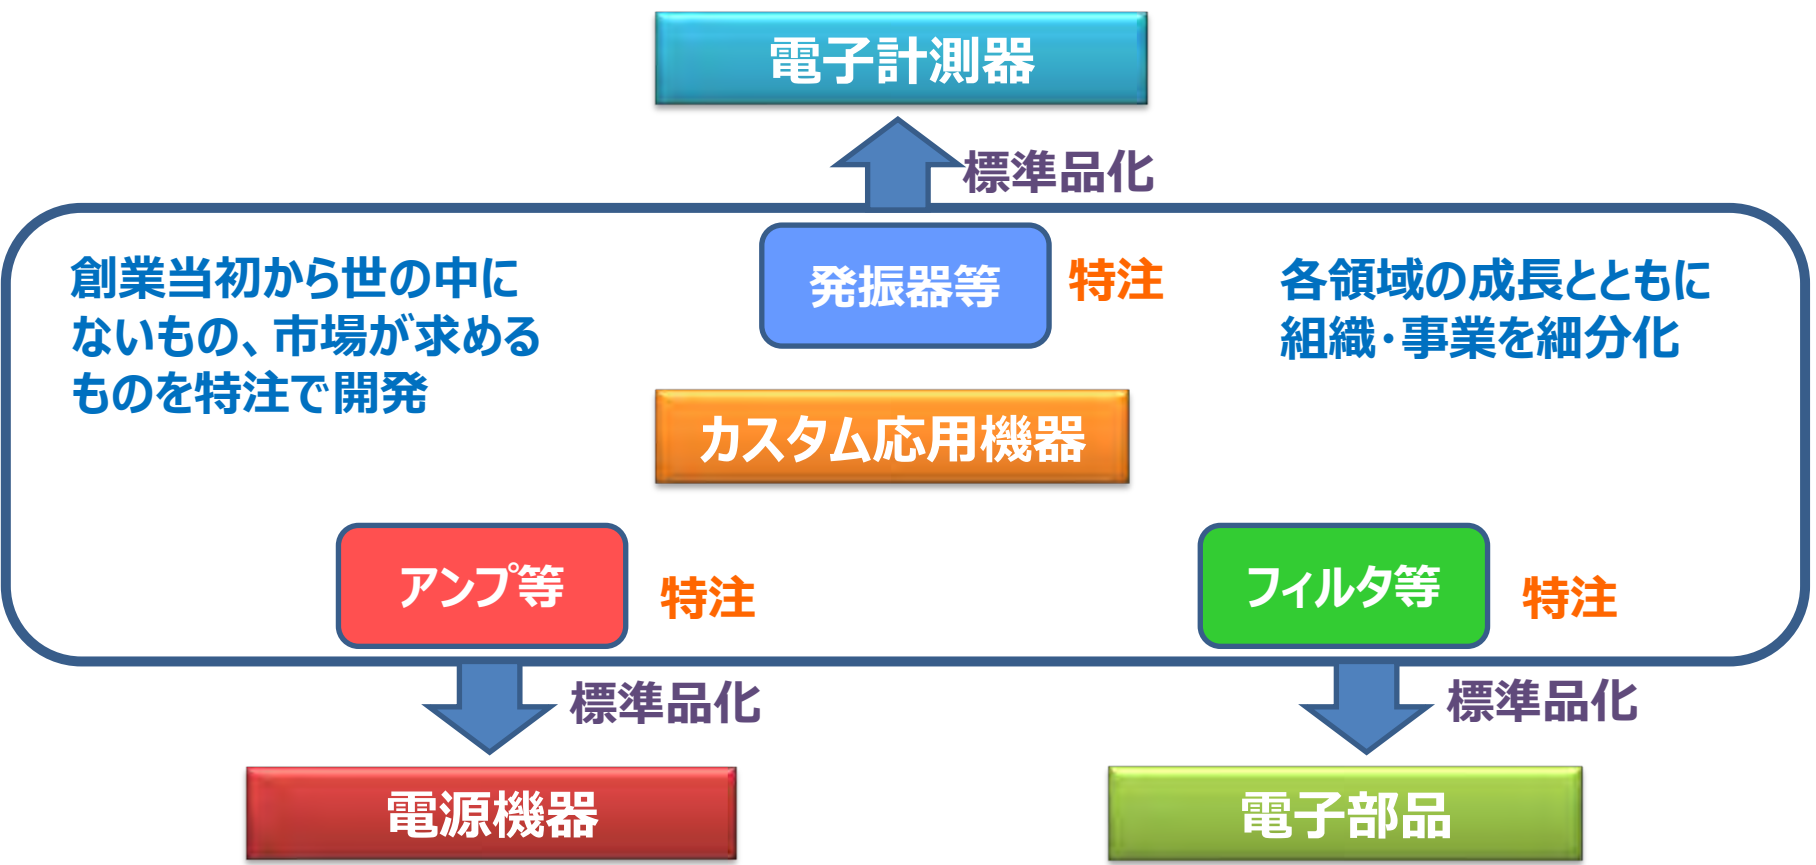 電子計測器
標準品化
創業当初から世の中に
ないもの、市場が求める
ものを特注で開発
発振器等
特注
各領域の成長とともに
組織・事業を細分化
カスタム応用機器
アンプ等
特注
フィルタ等
特注
標準品化
標準品化
電源機器
電子部品